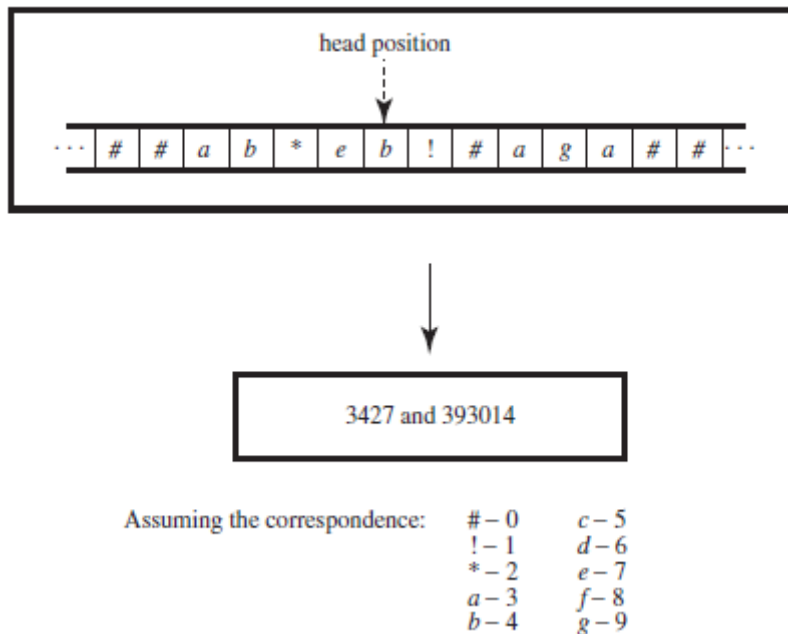 head position
··· # # a b * e b ! # a g a # # ···
3427 and 393014
Assuming the correspondence: # – 0 c – 5
! – 1 d – 6
* – 2 e – 7
a – 3 f – 8
b – 4 g – 9